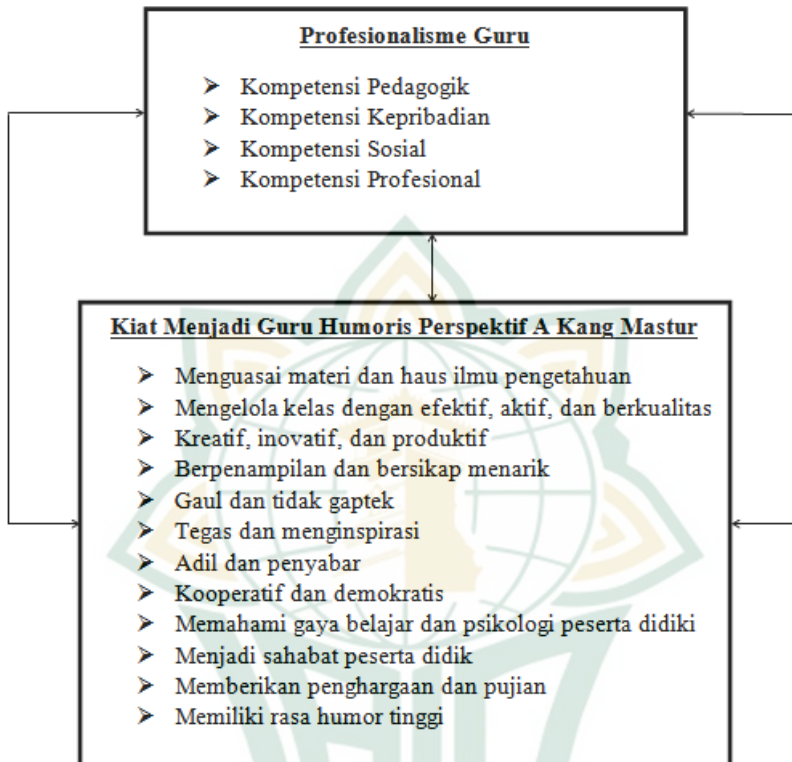 Profesionalisme Guru
➤ Kompetensi Pedagogik
➤ Kompetensi Kepribadian
➤ Kompetensi Sosial
➤ Kompetensi Profesional
Kiat Menjadi Guru Humoris Perspektif A Kang Mastur
➤ Menguasai materi dan haus ilmu pengetahuan
➤ Mengelola kelas dengan efektif, aktif, dan berkualitas
➤ Kreatif, inovatif, dan produktif
➤ Berpenampilan dan bersikap menarik
➤ Gaul dan tidak gaptek
➤ Tegas dan menginspirasi
➤ Adil dan penyabar
➤ Kooperatif dan demokratis
➤ Memahami gaya belajar dan psikologi peserta didiki
➤ Menjadi sahabat peserta didik
➤ Memberikan penghargaan dan pujian
➤ Memiliki rasa humor tinggi